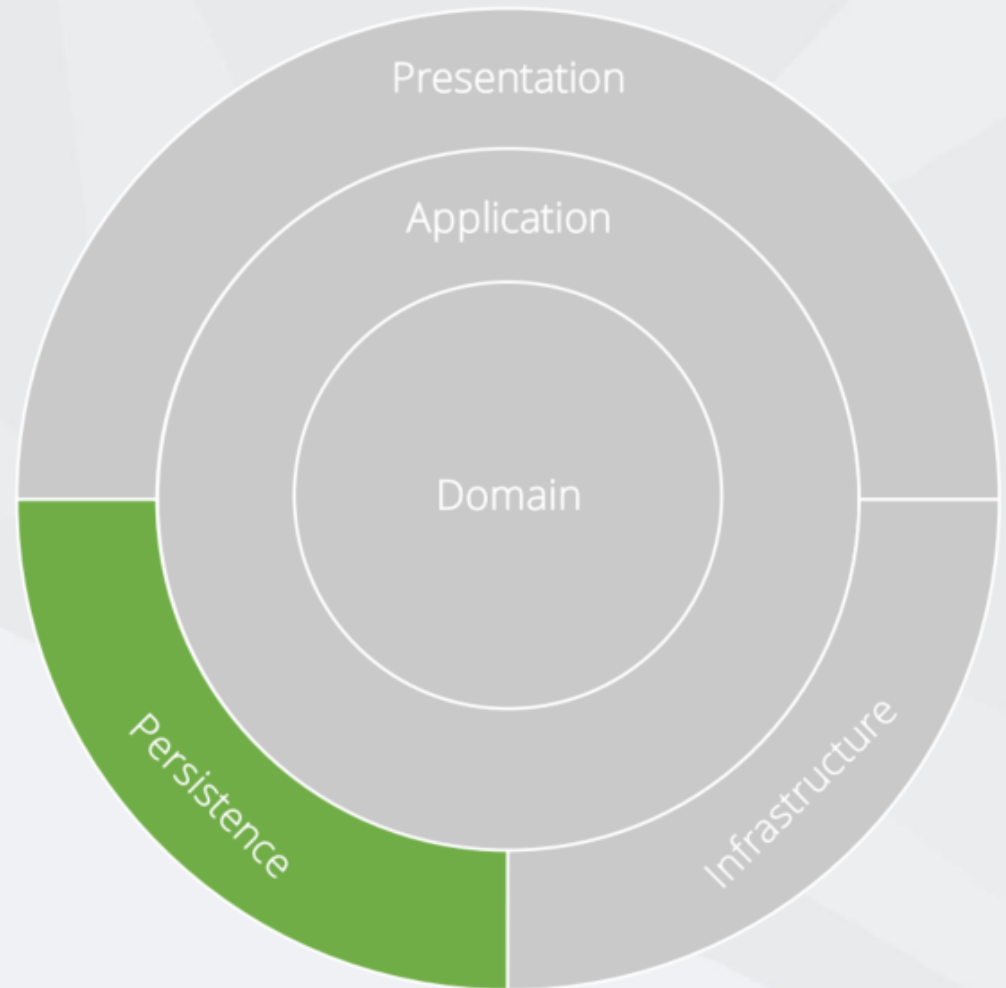 Presentation
Application
Domain
Persistence
Infrastructure